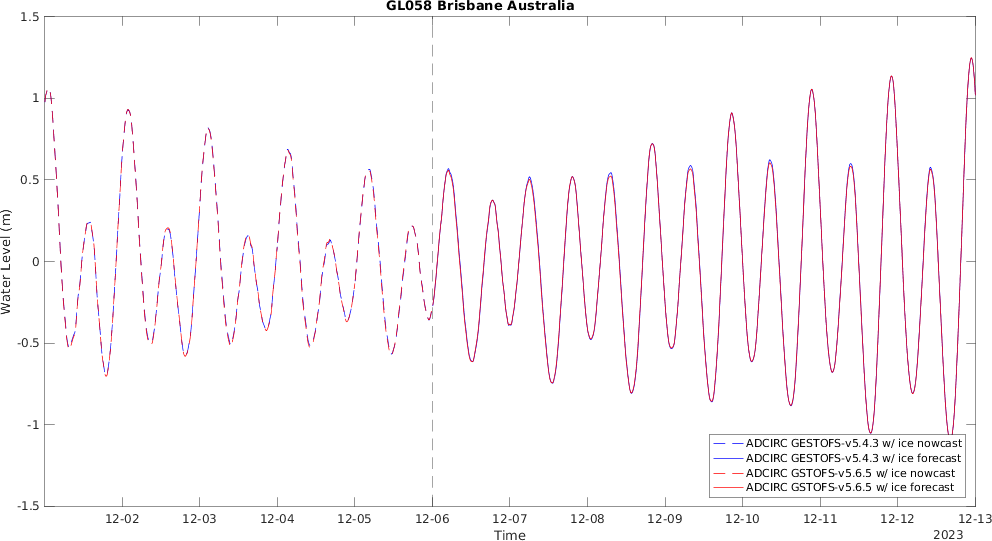 GL058 Brisbane Australia
1.5
1
0.5
0
-0.5
-1
-1.5
Water Level (m)
12-02 12-03 12-04 12-05 12-06 12-07 12-08 12-09 12-10 12-11 12-12 12-13
Time
2023
ADCIRC GESTOFS-v5.4.3 w/ ice nowcast
ADCIRC GESTOFS-v5.4.3 w/ ice forecast
ADCIRC GSTOFS-v5.6.5 w/ ice nowcast
ADCIRC GSTOFS-v5.6.5 w/ ice forecast